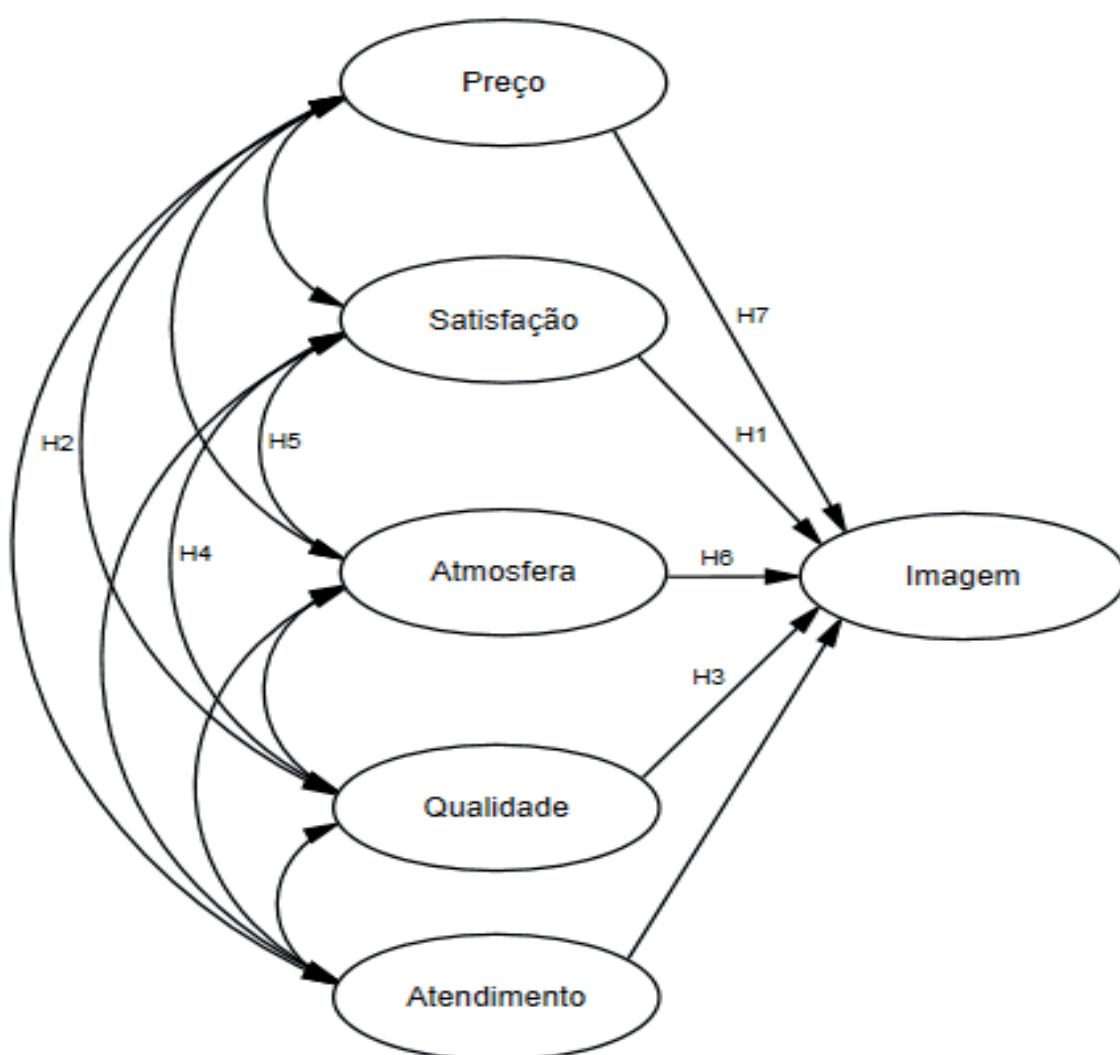 Preço
Satisfação
H7
H1
H2
H5
H4
Atmosfera
H6
Imagem
H3
Qualidade
Atendimento